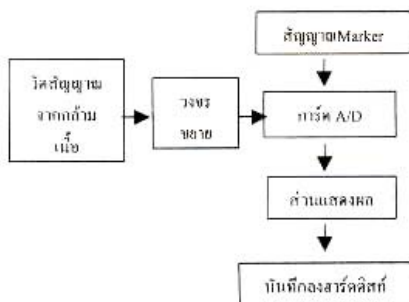 สัญญาณMarker
วัดสัญญาณ
จากกล้าม
เนื้อ
วงจร
ขยาย
การ์ด A/D
ส่วนแสดงผล
บันทึกลงฮาร์ดดิสก์